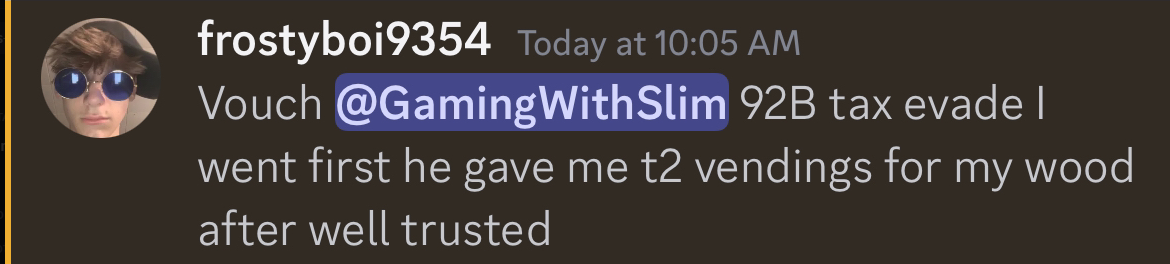 frostyboi9354 Today at 10:05 AM
Vouch @GamingWithSlim 92B tax evade I
went first he gave me t2 vendings for my wood
after well trusted